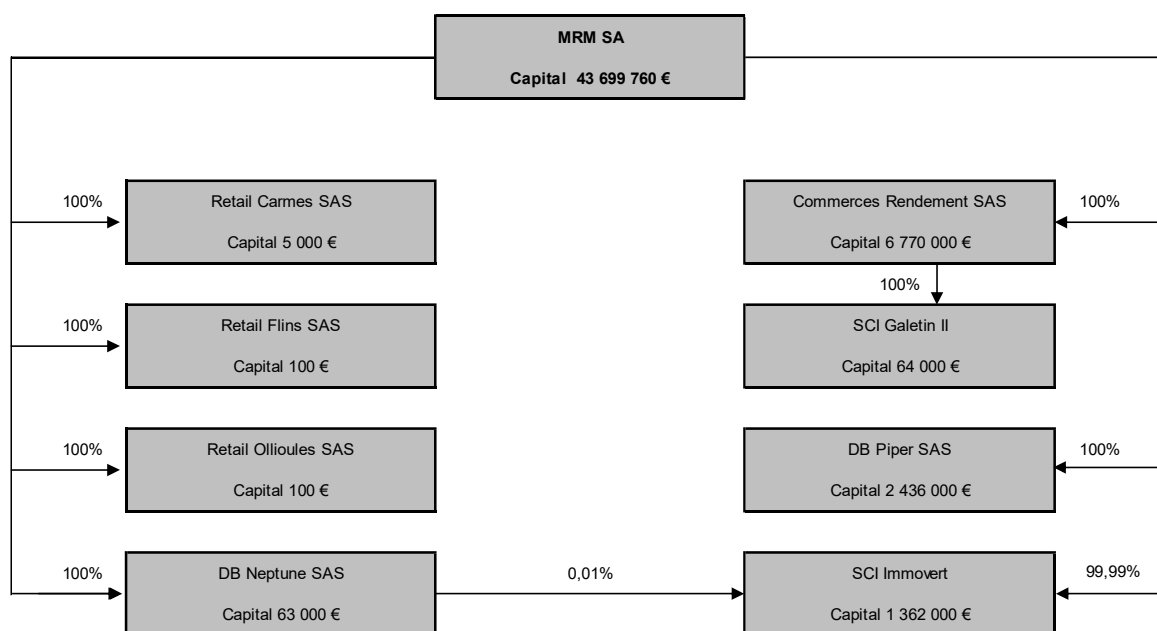 MRM SA
Capital 43 699 760 €
100%
Retail Carmes SAS
Capital 5 000 €
Commerces Rendement SAS
Capital 6 770 000 €
100%
100%
100%
Retail Flins SAS
Capital 100 €
SCI Galetin II
Capital 64 000 €
100%
Retail Ollioules SAS
Capital 100 €
DB Piper SAS
Capital 2 436 000 €
100%
100%
DB Neptune SAS
Capital 63 000 €
0,01%
SCI Immovert
Capital 1 362 000 €
99,99%